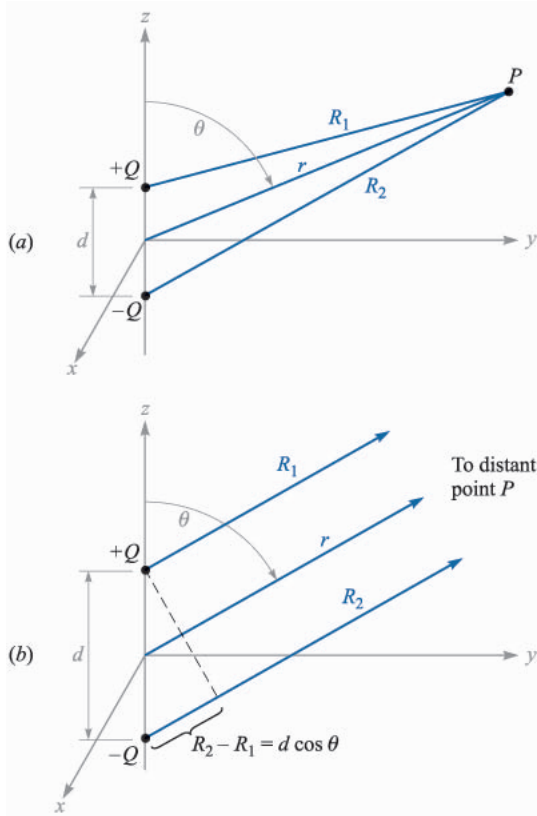 z
P
θ
R₁
+Q
r
R₂
(a)
d
y
−Q
x
z
R₁
To distant
point P
θ
r
+Q
R₂
(b)
d
y
−Q
R₂ − R₁ = d cos θ
x